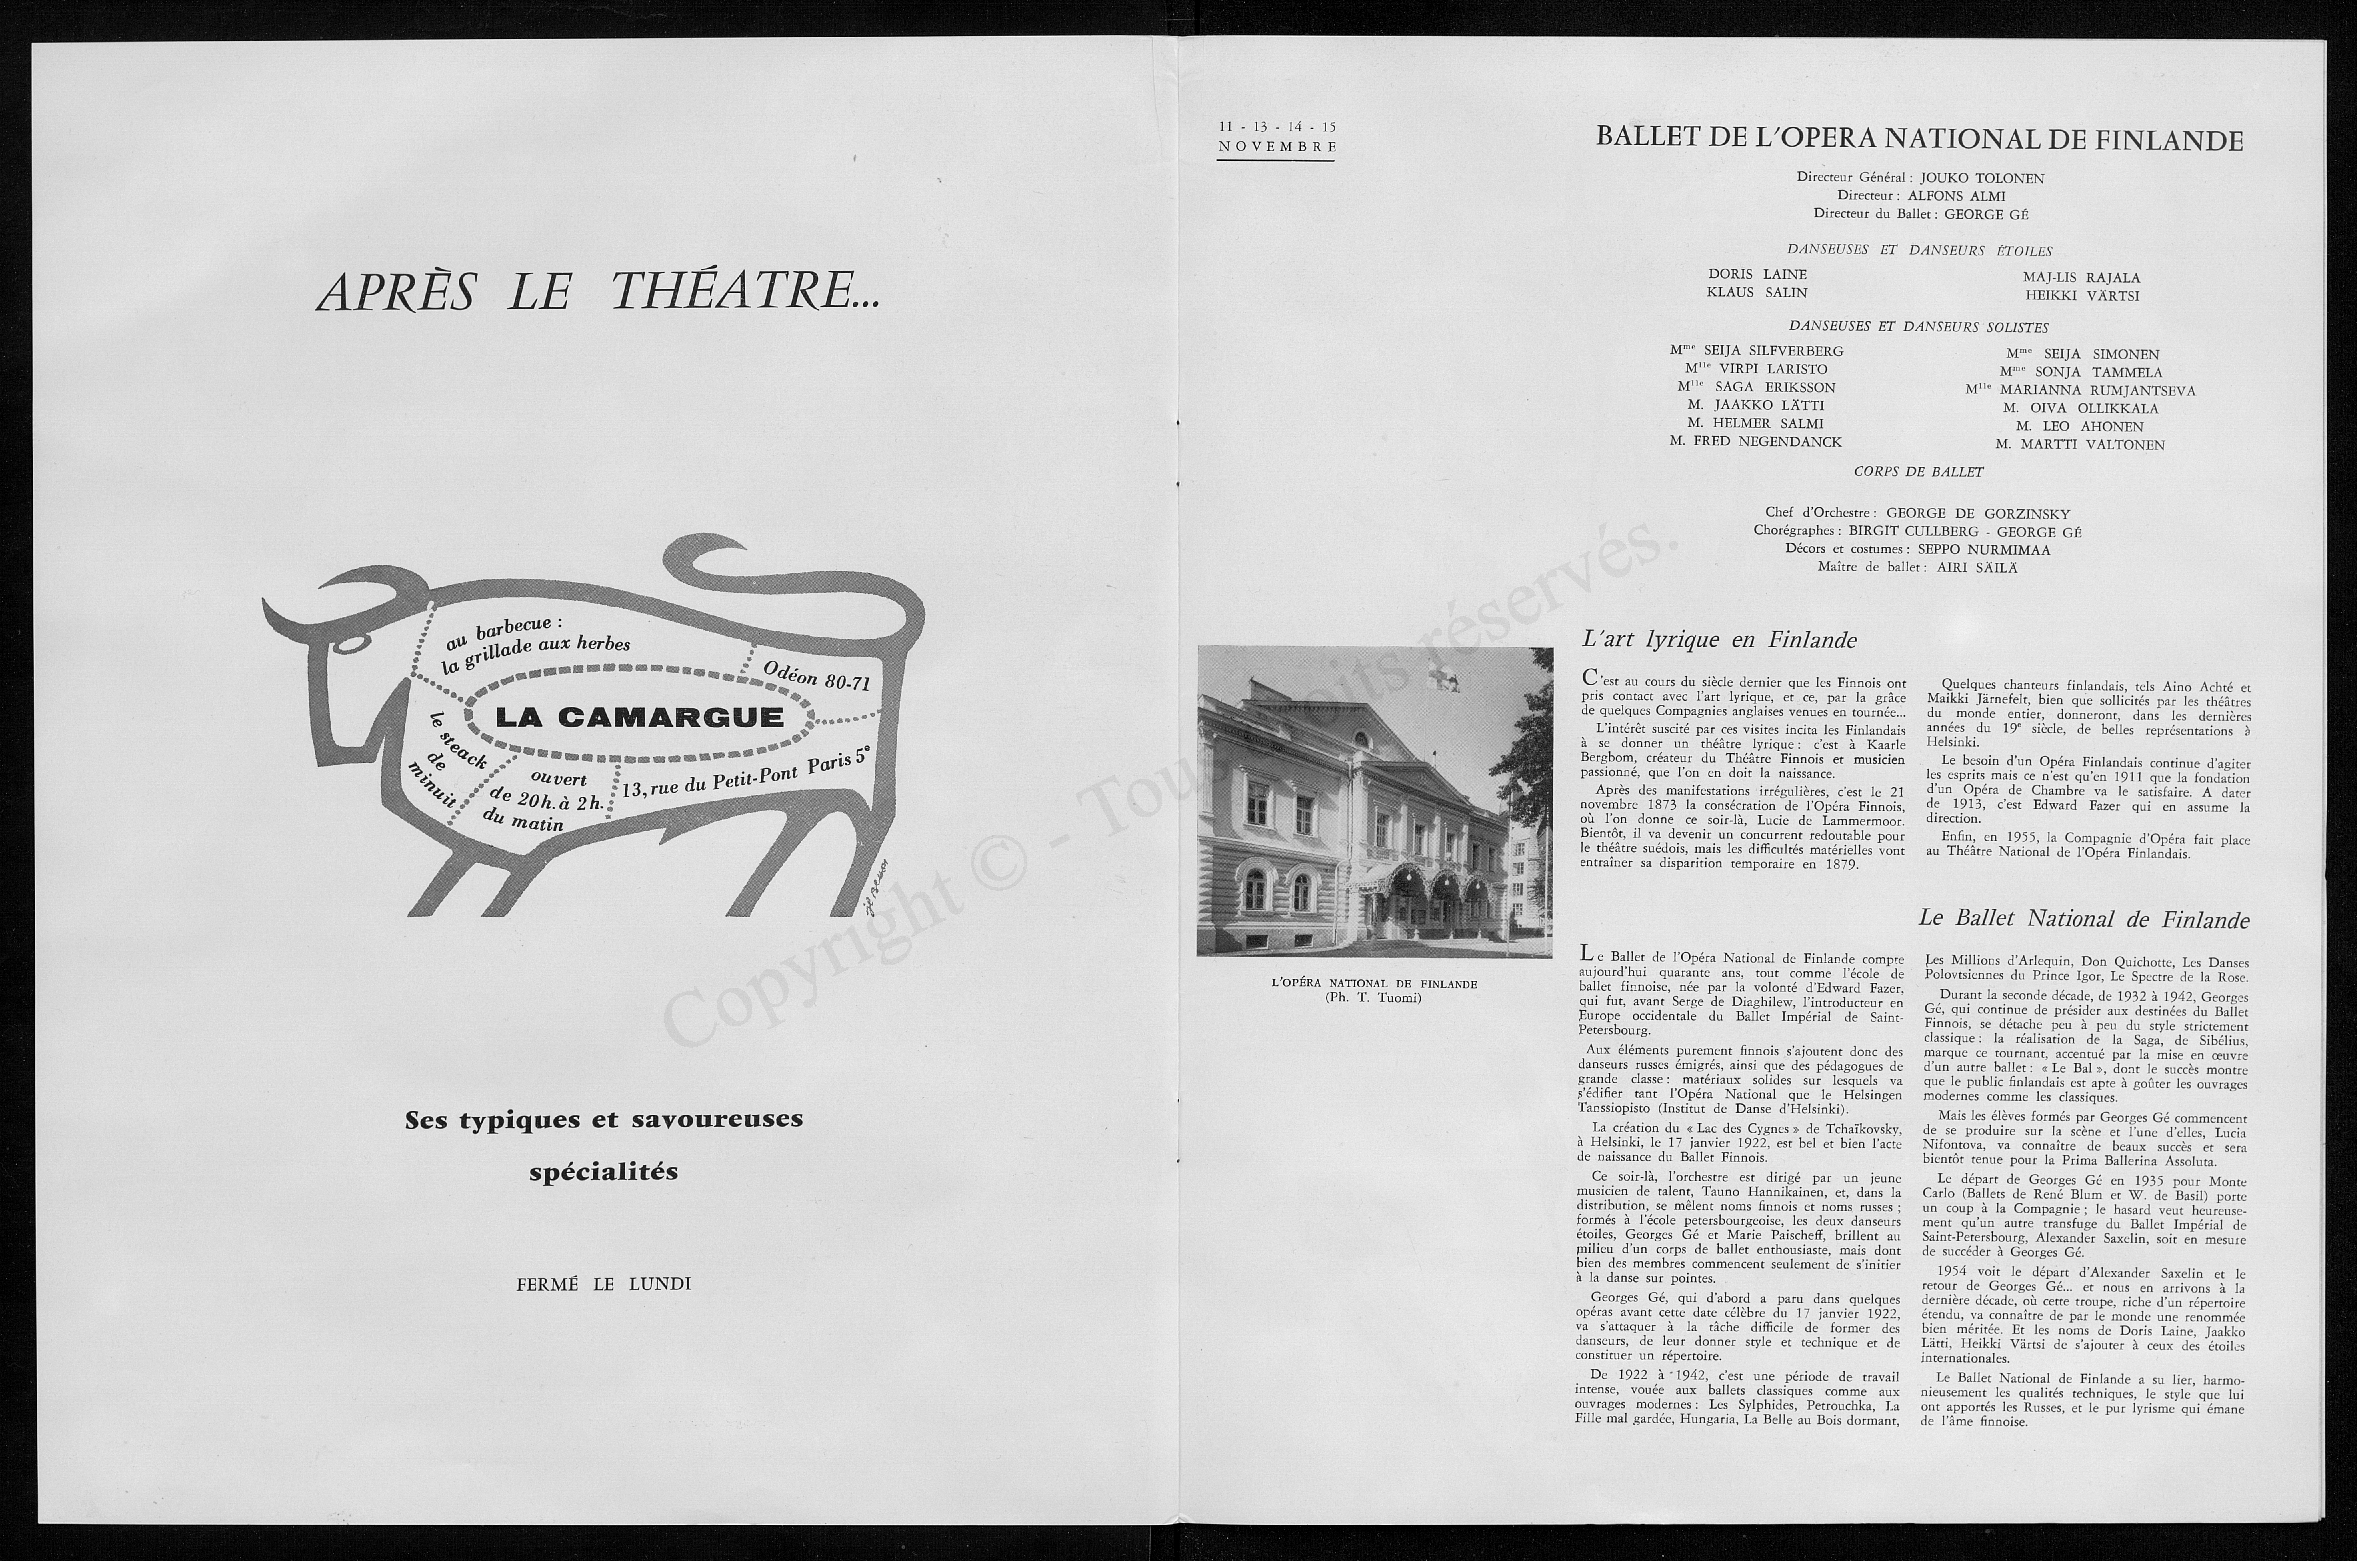 APRÈS LE THÉATRE...
au barbecue :
la grillade aux herbes
Odéon 80-71
LA CAMARGUE
le steack
de
minuit
ouvert
de 20h. à 2h.
du matin
13, rue du Petit-Pont Paris 5e
Ses typiques et savoureuses
spécialités
FERMÉ LE LUNDI
Copyright © - Tous droits réservés.
11 - 13 - 14 - 15
NOVEMBRE
BALLET DE L'OPERA NATIONAL DE FINLANDE
Directeur Général : JOUKO TOLONEN
Directeur : ALFONS ALMI
Directeur du Ballet : GEORGE GÉ
DANSEUSES ET DANSEURS ÉTOILES
DORIS LAINE
KLAUS SALIN
MAJ-LIS RAJALA
HEIKKI VÄRTSI
DANSEUSES ET DANSEURS SOLISTES
Mme SEIJA SILFVERBERG
Mlle VIRPI LARISTO
Mlle SAGA ERIKSSON
M. JAAKKO LÄTTI
M. HELMER SALMI
M. FRED NEGENDANCK
Mme SEIJA SIMONEN
Mme SONJA TAMMELA
Mlle MARIANNA RUMJANTSEVA
M. OIVA OLLIKKALA
M. LEO AHONEN
M. MARTTI VALTONEN
CORPS DE BALLET
Chef d'Orchestre : GEORGE DE GORZINSKY
Chorégraphes : BIRGIT CULLBERG - GEORGE GÉ
Décors et costumes : SEPPO NURMIMAA
Maître de ballet : AIRI SÄILÄ
L'OPÉRA NATIONAL DE FINLANDE
(Ph. T. Tuomi)
L'art lyrique en Finlande
C'est au cours du siècle dernier que les Finnois ont
pris contact avec l'art lyrique, et ce, par la grâce
de quelques Compagnies anglaises venues en tournée...
L'intérêt suscité par ces visites incita les Finlandais
à se donner un théâtre lyrique : c'est à Kaarle
Bergbom, créateur du Théâtre Finnois et musicien
passionné, que l'on en doit la naissance.
Après des manifestations irrégulières, c'est le 21
novembre 1873 la consécration de l'Opéra Finnois,
où l'on donne ce soir-là, Lucie de Lammermoor.
Bientôt, il va devenir un concurrent redoutable pour
le théâtre suédois, mais les difficultés matérielles vont
entraîner sa disparition temporaire en 1879.
Quelques chanteurs finlandais, tels Aino Achté et
Maikki Järnefelt, bien que sollicités par les théâtres
du monde entier, donneront, dans les dernières
années du 19e siècle, de belles représentations à
Helsinki.
Le besoin d'un Opéra Finlandais continue d'agiter
les esprits mais ce n'est qu'en 1911 que la fondation
d'un Opéra de Chambre va le satisfaire. A dater
de 1913, c'est Edward Fazer qui en assume la
direction.
Enfin, en 1955, la Compagnie d'Opéra fait place
au Théâtre National de l'Opéra Finlandais.
Le Ballet National de Finlande
Le Ballet de l'Opéra National de Finlande compte
aujourd'hui quarante ans, tout comme l'école de
ballet finnoise, née par la volonté d'Edward Fazer,
qui fut, avant Serge de Diaghilew, l'introducteur en
Europe occidentale du Ballet Impérial de Saint-
Petersbourg.
Aux éléments purement finnois s'ajoutent donc des
danseurs russes émigrés, ainsi que des pédagogues de
grande classe : matériaux solides sur lesquels va
s'édifier tant l'Opéra National que le Helsingen
Tanssiopisto (Institut de Danse d'Helsinki).
La création du « Lac des Cygnes » de Tchaïkovsky,
à Helsinki, le 17 janvier 1922, est bel et bien l'acte
de naissance du Ballet Finnois.
Ce soir-là, l'orchestre est dirigé par un jeune
musicien de talent, Tauno Hannikainen, et, dans la
distribution, se mêlent noms finnois et noms russes ;
formés à l'école petersbourgeoise, les deux danseurs
étoiles, Georges Gé et Marie Paischeff, brillent au
milieu d'un corps de ballet enthousiaste, mais dont
bien des membres commencent seulement de s'initier
à la danse sur pointes.
Georges Gé, qui d'abord a paru dans quelques
opéras avant cette date célèbre du 17 janvier 1922,
va s'attaquer à la tâche difficile de former des
danseurs, de leur donner style et technique et de
constituer un répertoire.
De 1922 à 1942, c'est une période de travail
intense, vouée aux ballets classiques comme aux
ouvrages modernes : Les Sylphides, Petrouchka, La
Fille mal gardée, Hungaria, La Belle au Bois dormant,
Les Millions d'Arlequin, Don Quichotte, Les Danses
Polovtsiennes du Prince Igor, Le Spectre de la Rose.
Durant la seconde décade, de 1932 à 1942, Georges
Gé, qui continue de présider aux destinées du Ballet
Finnois, se détache peu à peu du style strictement
classique : la réalisation de la Saga, de Sibélius,
marque ce tournant, accentué par la mise en œuvre
d'un autre ballet : « Le Bal », dont le succès montre
que le public finlandais est apte à goûter les ouvrages
modernes comme les classiques.
Mais les élèves formés par Georges Gé commencent
de se produire sur la scène et l'une d'elles, Lucia
Nifontova, va connaître de beaux succès et sera
bientôt tenue pour la Prima Ballerina Assoluta.
Le départ de Georges Gé en 1935 pour Monte
Carlo (Ballets de René Blum et W. de Basil) porte
un coup à la Compagnie ; le hasard veut heureuse-
ment qu'un autre transfuge du Ballet Impérial de
Saint-Petersbourg, Alexander Saxelin, soit en mesure
de succéder à Georges Gé.
1954 voit le départ d'Alexander Saxelin et le
retour de Georges Gé... et nous en arrivons à la
dernière décade, où cette troupe, riche d'un répertoire
étendu, va connaître de par le monde une renommée
bien méritée. Et les noms de Doris Laine, Jaakko
Lätti, Heikki Värtsi de s'ajouter à ceux des étoiles
internationales.
Le Ballet National de Finlande a su lier, harmo-
nieusement les qualités techniques, le style que lui
ont apportés les Russes, et le pur lyrisme qui émane
de l'âme finnoise.